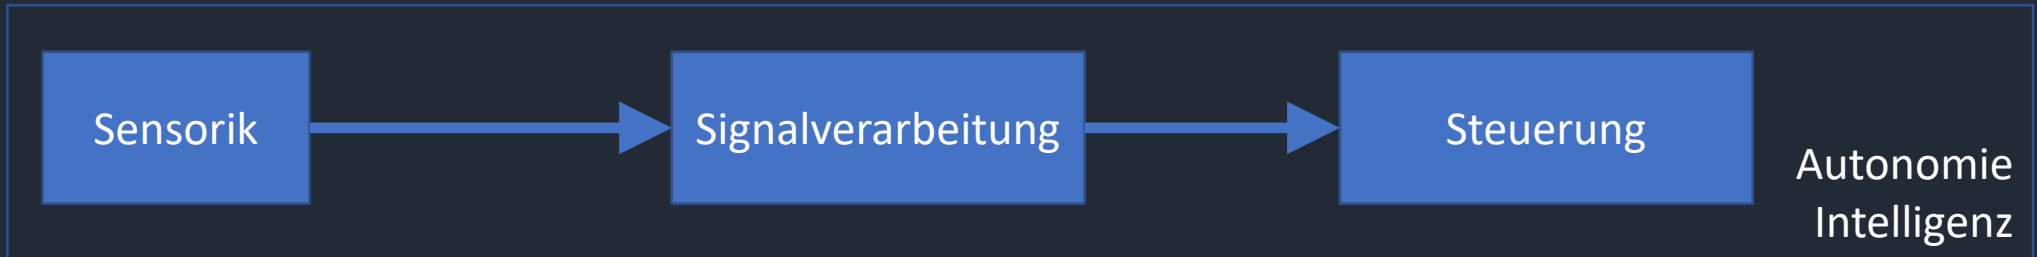 Sensorik
Signalverarbeitung
Steuerung
Autonomie
Intelligenz